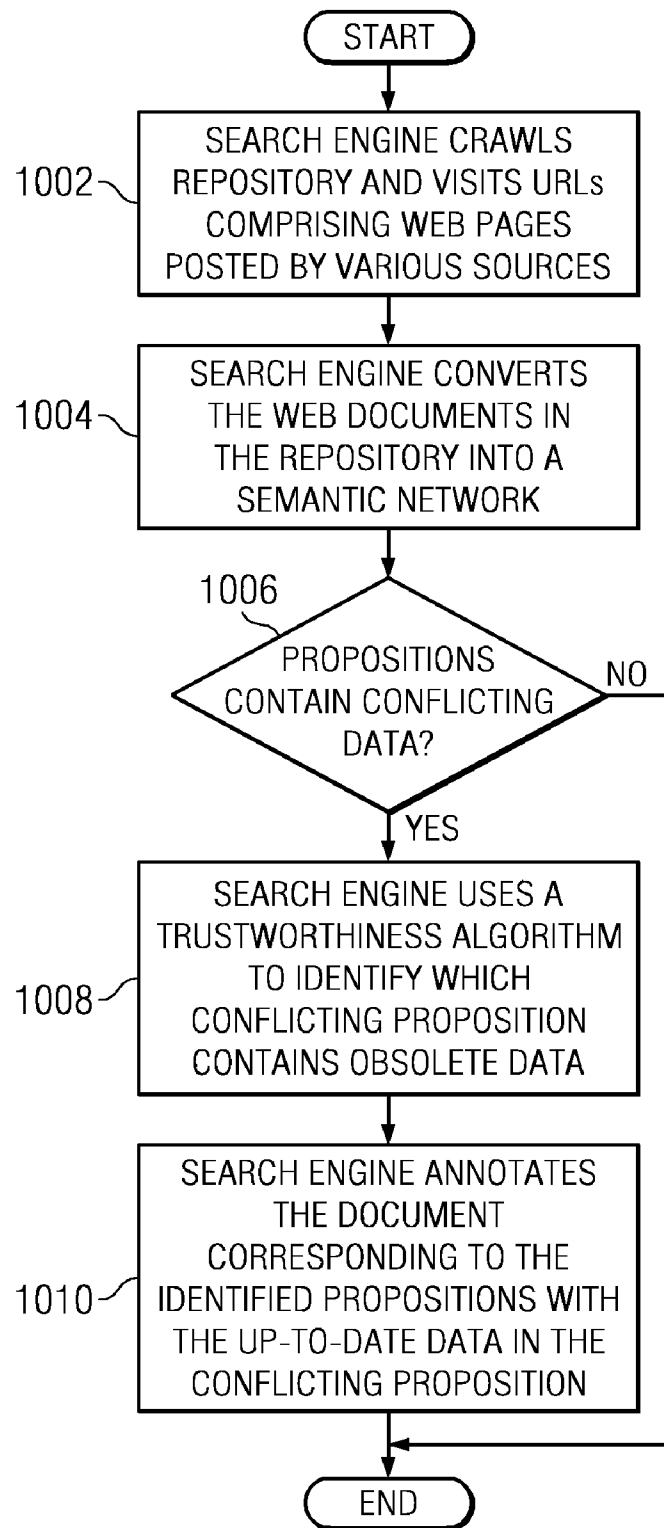 START
1002
SEARCH ENGINE CRAWLS
REPOSITORY AND VISITS URLs
COMPRISING WEB PAGES
POSTED BY VARIOUS SOURCES
1004
SEARCH ENGINE CONVERTS
THE WEB DOCUMENTS IN
THE REPOSITORY INTO A
SEMANTIC NETWORK
1006
PROPOSITIONS
CONTAIN CONFLICTING
DATA?
NO
YES
1008
SEARCH ENGINE USES A
TRUSTWORTHINESS ALGORITHM
TO IDENTIFY WHICH
CONFLICTING PROPOSITION
CONTAINS OBSOLETE DATA
1010
SEARCH ENGINE ANNOTATES
THE DOCUMENT
CORRESPONDING TO THE
IDENTIFIED PROPOSITIONS WITH
THE UP-TO-DATE DATA IN THE
CONFLICTING PROPOSITION
END